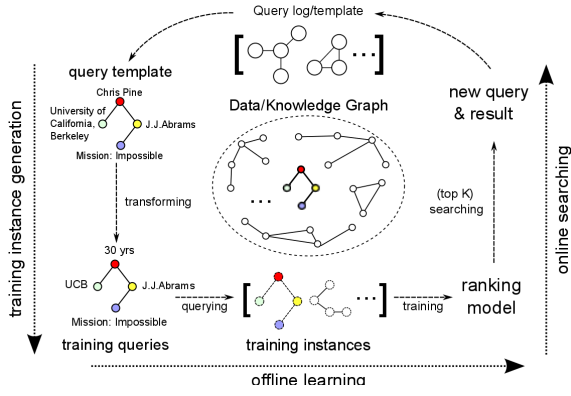 Query log/template
query template
Chris Pine
University of
California,
Berkeley
J.J.Abrams
Mission: Impossible
Data/Knowledge Graph
new query
& result
training instance generation
transforming
(top K)
searching
online searching
30 yrs
UCB
J.J.Abrams
Mission: Impossible
querying
training
ranking
model
training queries
training instances
offline learning